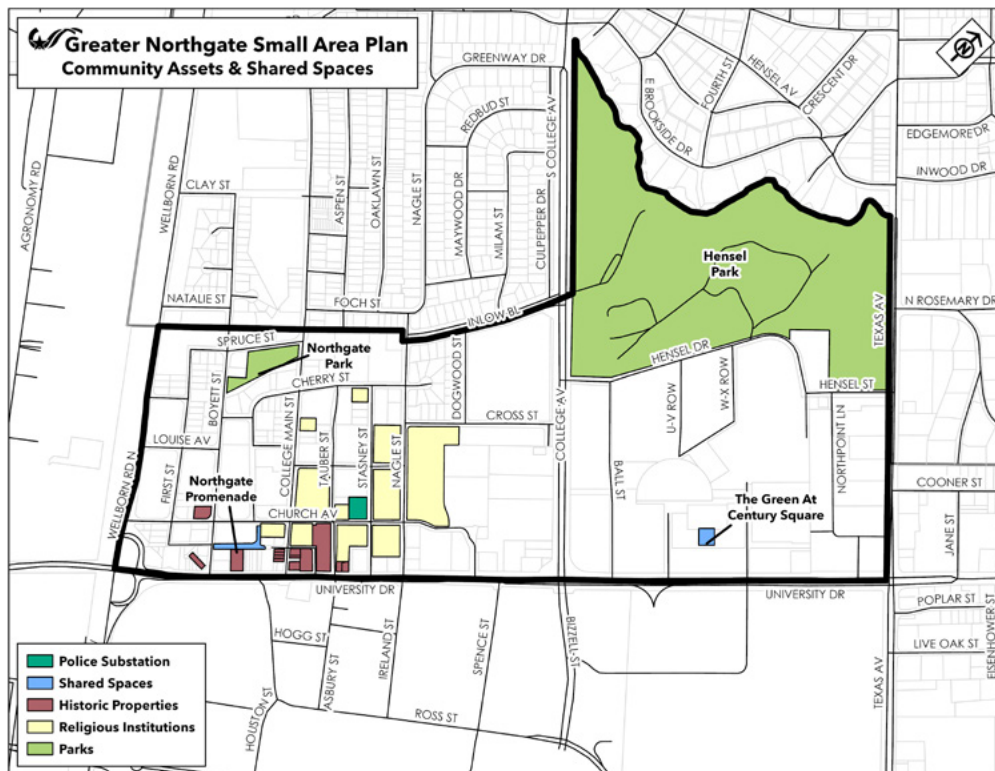 Greater Northgate Small Area Plan
Community Assets & Shared Spaces
N
GREENWAY DR
S COLLEGE AV
E BROOKSIDE DR
FOURTH ST
HENSEL AV
CRESCENT DR
REDBUD ST
EDGEMORE DR
INWOOD DR
AGRONOMY RD
WELLBORN RD
CLAY ST
ASPEN ST
OAKLAWN ST
NAGLE ST
MAYWOOD DR
MILAM ST
CULPEPPER DR
Hensel
Park
NATALIE ST
FOCH ST
INLOW BL
N ROSEMARY DR
TEXAS AV
SPRUCE ST
Northgate
Park
HENSEL DR
CHERRY ST
DOGWOOD ST
HENSEL ST
BOYETT ST
COLLEGE MAIN ST
TAUBER ST
STASNEY ST
NAGLE ST
CROSS ST
COLLEGE AV
U-V ROW
W-X ROW
LOUISE AV
FIRST ST
BALL ST
NORTHPOINT LN
COONER ST
Northgate
Promenade
WELLBORN RD N
CHURCH AV
The Green At
Century Square
JANE ST
UNIVERSITY DR
UNIVERSITY DR
POPLAR ST
EISENHOWER ST
HOGG ST
ASBURY ST
IRELAND ST
SPENCE ST
BIZZELL ST
LIVE OAK ST
HOUSTON ST
ROSS ST
TEXAS AV
Police Substation
Shared Spaces
Historic Properties
Religious Institutions
Parks